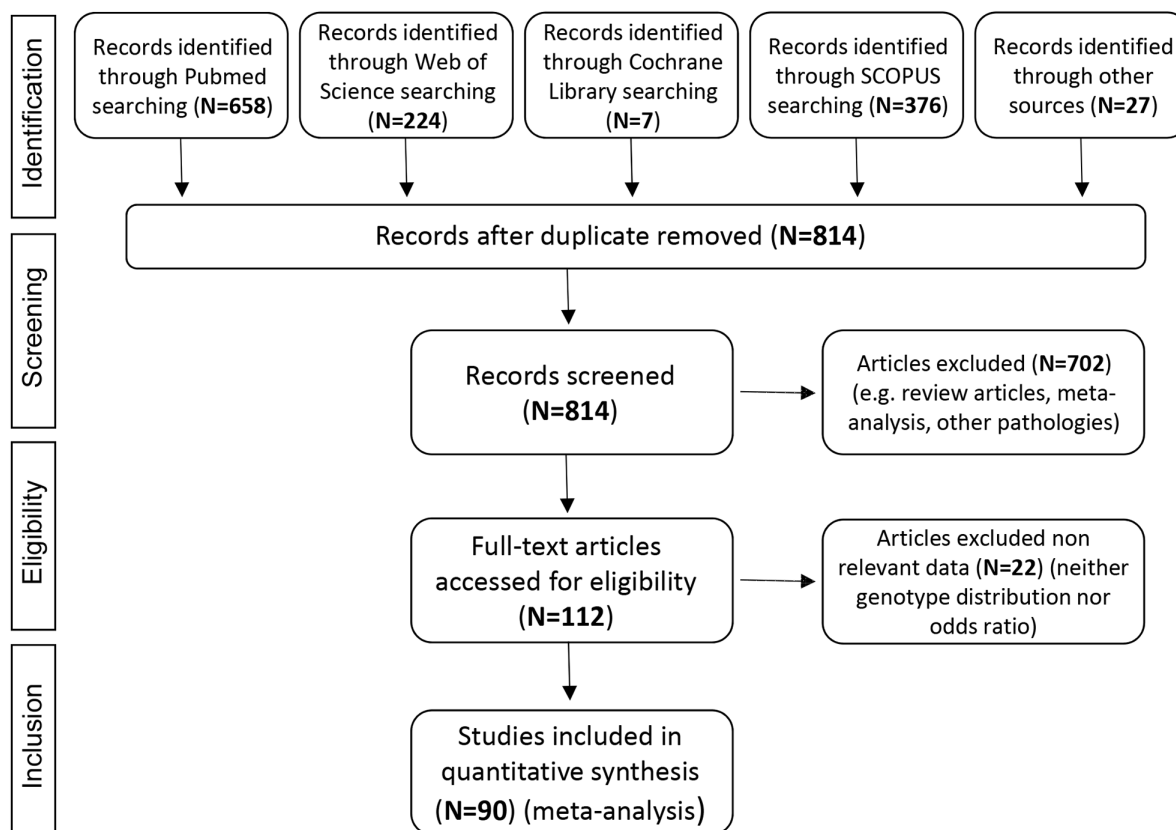 Identification
Records identified
through Pubmed
searching (N=658)
Records identified
through Web of
Science searching
(N=224)
Records identified
through Cochrane
Library searching
(N=7)
Records identified
through SCOPUS
searching (N=376)
Records identified
through other
sources (N=27)
Records after duplicate removed (N=814)
Screening
Records screened
(N=814)
Articles excluded (N=702)
(e.g. review articles, meta-
analysis, other pathologies)
Eligibility
Full-text articles
accessed for eligibility
(N=112)
Articles excluded non
relevant data (N=22) (neither
genotype distribution nor
odds ratio)
Inclusion
Studies included in
quantitative synthesis
(N=90) (meta-analysis)